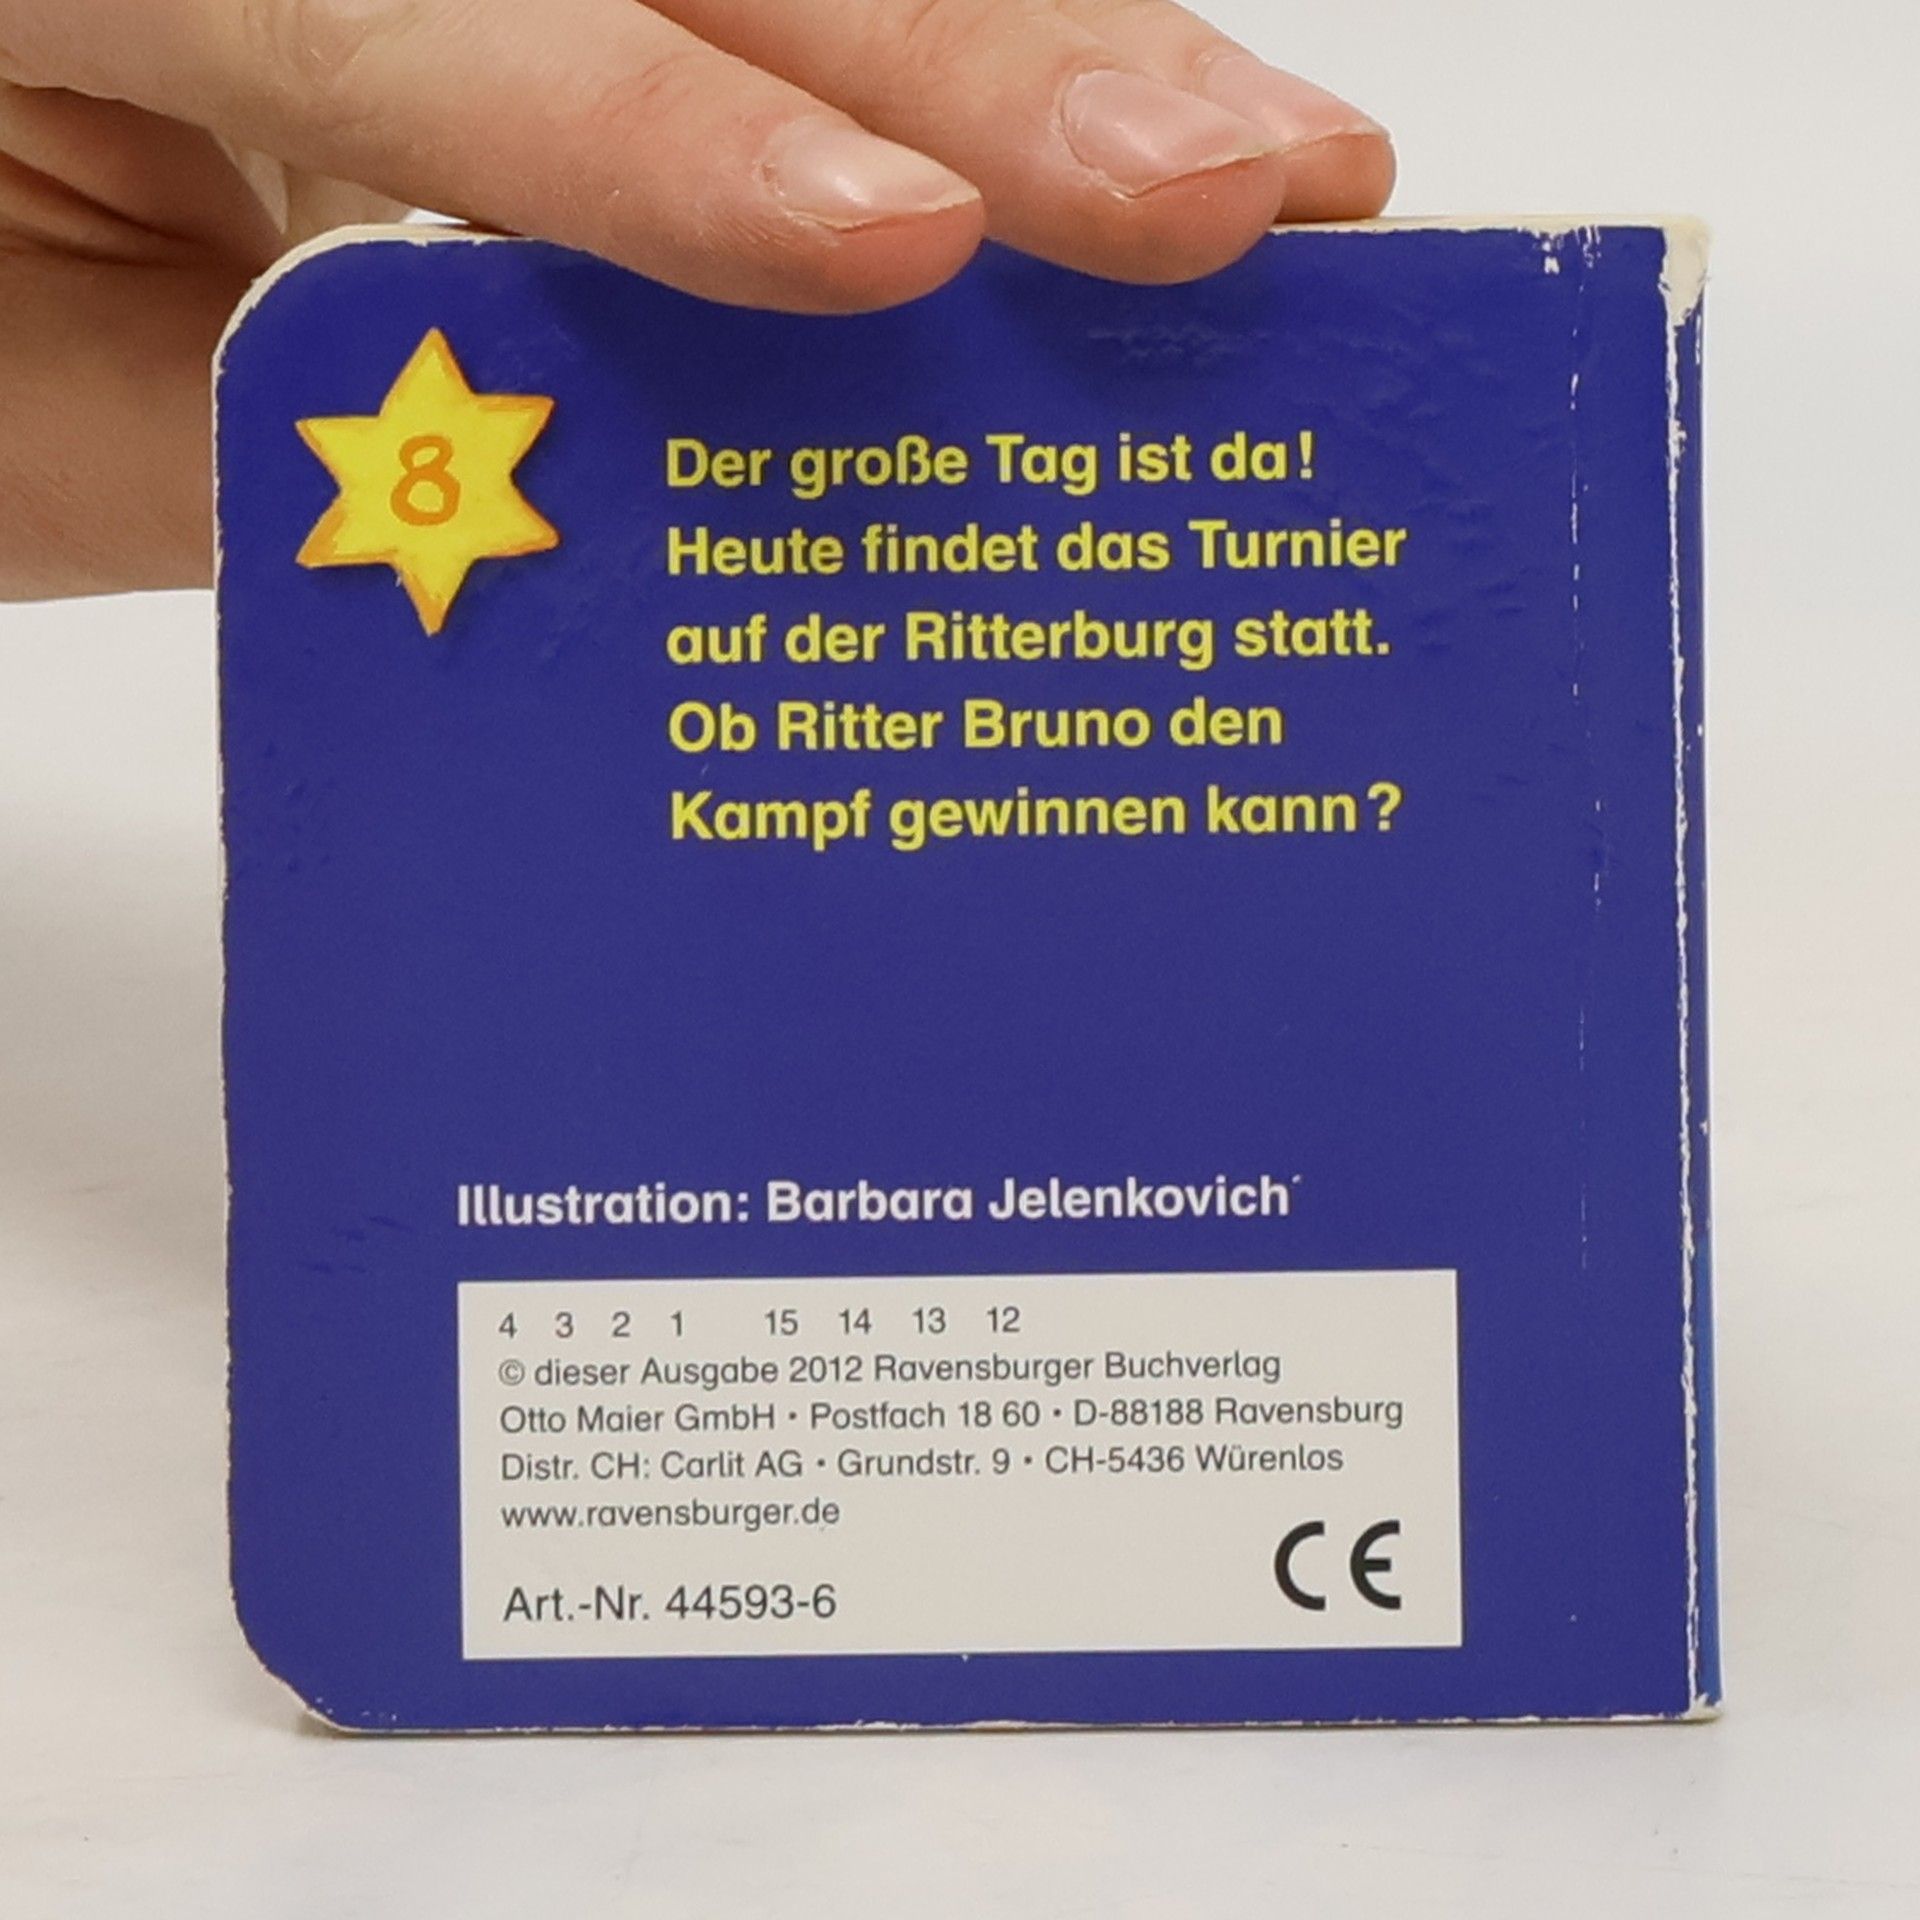 8
Der große Tag ist da!
Heute findet das Turnier
auf der Ritterburg statt.
Ob Ritter Bruno den
Kampf gewinnen kann?
Illustration: Barbara Jelenkovich
4 3 2 1 15 14 13 12
© dieser Ausgabe 2012 Ravensburger Buchverlag
Otto Maier GmbH • Postfach 18 60 • D-88188 Ravensburg
Distr. CH: Carlit AG • Grundstr. 9 • CH-5436 Würenlos
www.ravensburger.de
Art.-Nr. 44593-6
CE